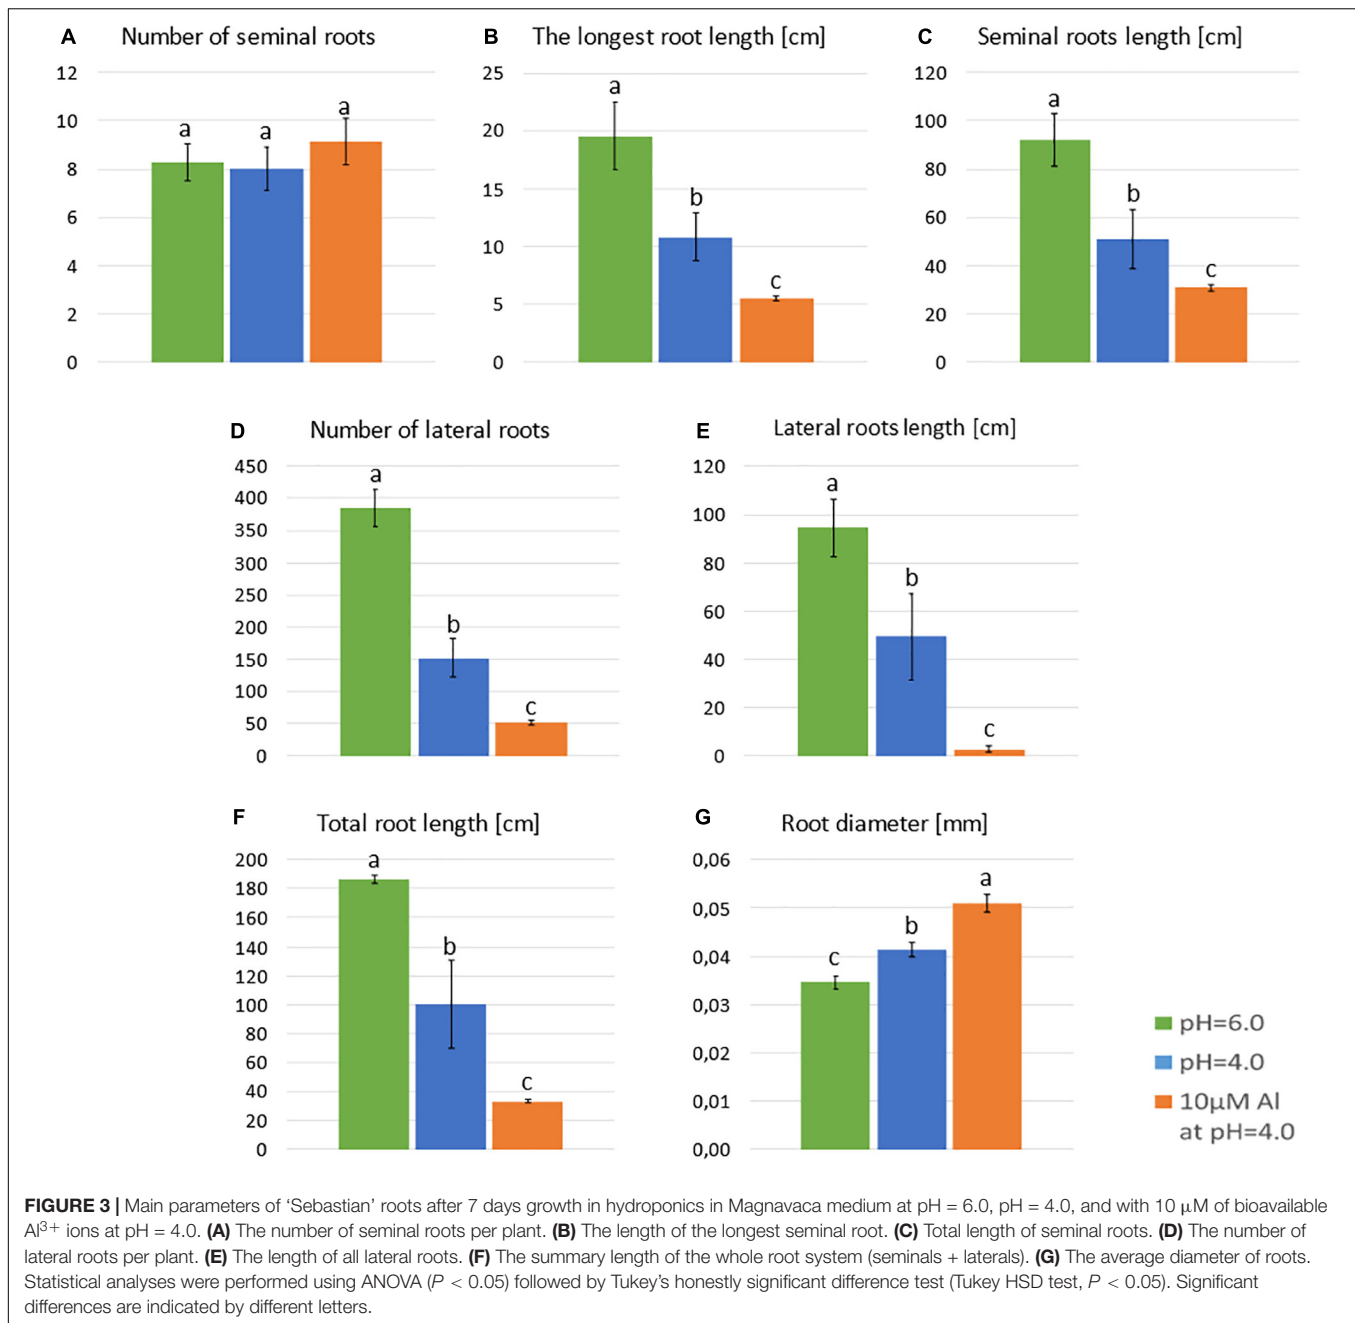 A Number of seminal roots
12
10
8
6
4
2
0
a
a
a
B The longest root length [cm]
25
20
15
10
5
0
a
b
c
C Seminal roots length [cm]
120
100
80
60
40
20
0
a
b
c
D Number of lateral roots
450
400
350
300
250
200
150
100
50
0
a
b
c
E Lateral roots length [cm]
120
100
80
60
40
20
0
a
b
c
F Total root length [cm]
200
180
160
140
120
100
80
60
40
20
0
a
b
c
G Root diameter [mm]
0,06
0,05
0,04
0,03
0,02
0,01
0,00
c
b
a
pH=6.0
pH=4.0
10µM Al
at pH=4.0
FIGURE 3 | Main parameters of ‘Sebastian’ roots after 7 days growth in hydroponics in Magnavaca medium at pH = 6.0, pH = 4.0, and with 10 µM of bioavailable
Al³⁺ ions at pH = 4.0. (A) The number of seminal roots per plant. (B) The length of the longest seminal root. (C) Total length of seminal roots. (D) The number of
lateral roots per plant. (E) The length of all lateral roots. (F) The summary length of the whole root system (seminals + laterals). (G) The average diameter of roots.
Statistical analyses were performed using ANOVA (P < 0.05) followed by Tukey’s honestly significant difference test (Tukey HSD test, P < 0.05). Significant
differences are indicated by different letters.